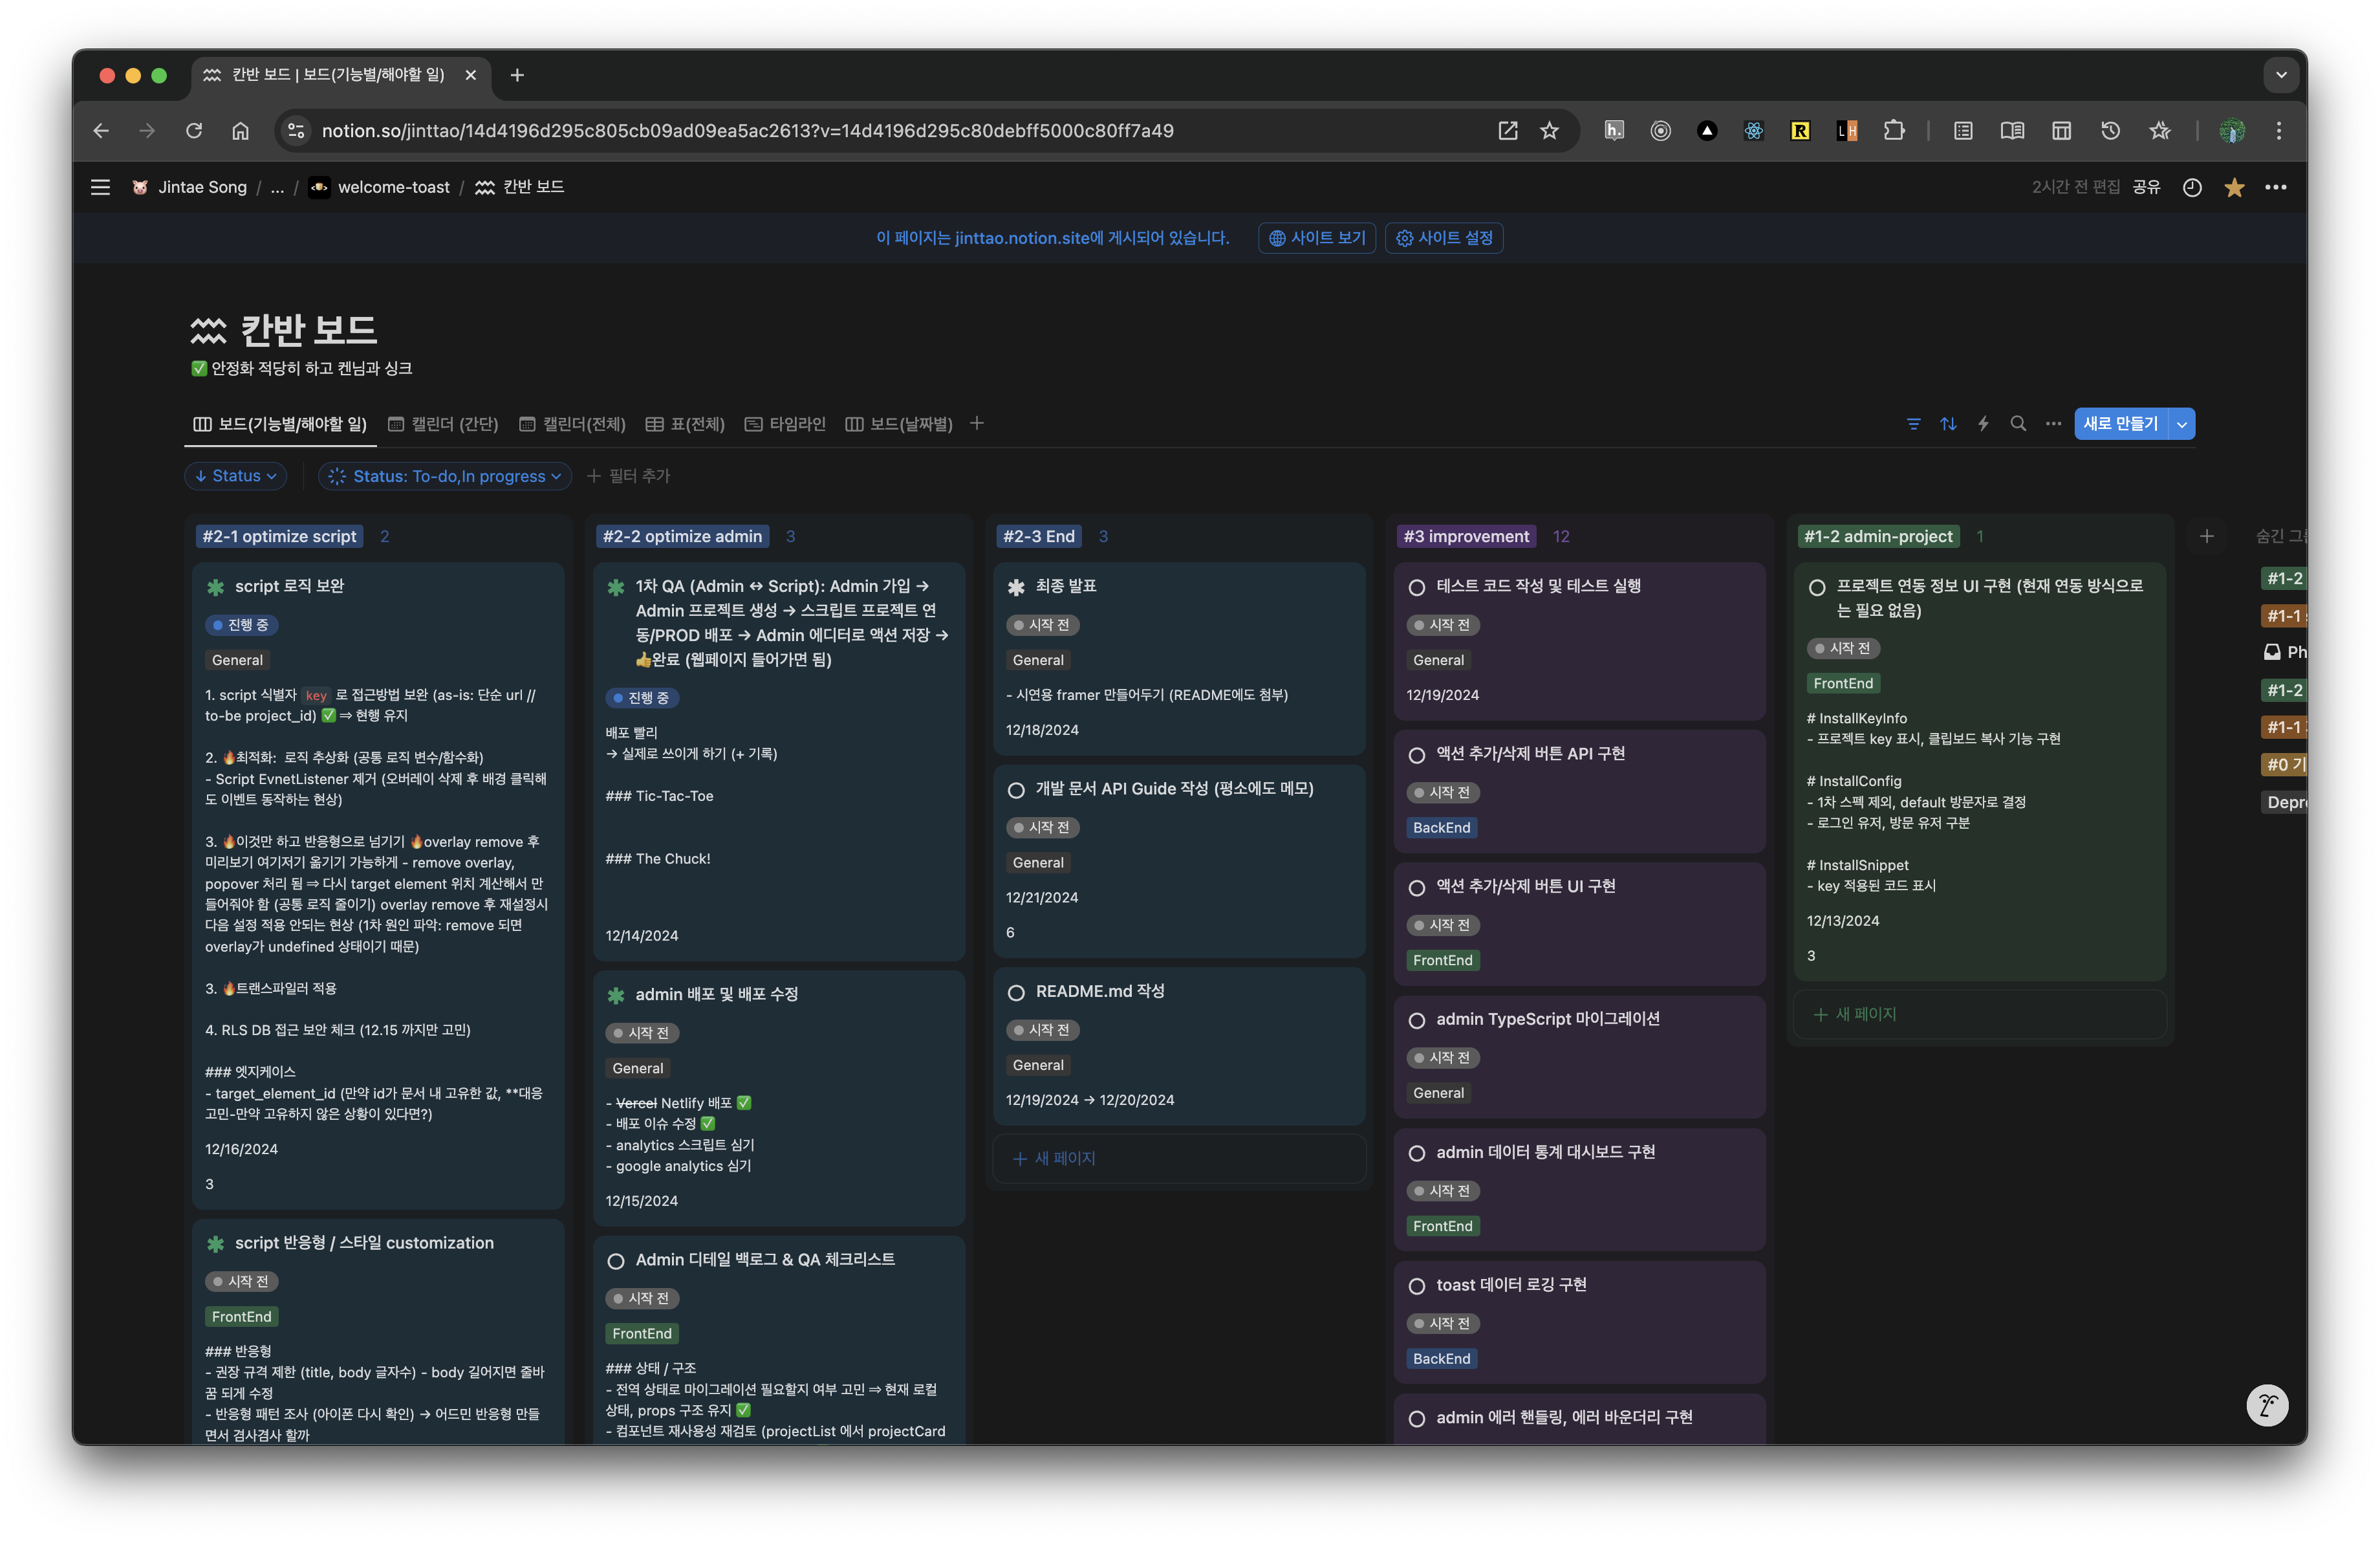 칸반 보드 | 보드(기능별/해야할 일)
notion.so/jinttao/14d4196d295c805cb09ad09ea5ac2613?v=14d4196d295c80debff5000c80ff7a49
Jintae Song / ... / welcome-toast / 칸반 보드
2시간 전 편집 공유
이 페이지는 jinttao.notion.site에 게시되어 있습니다. 사이트 보기 사이트 설정
칸반 보드
✅ 안정화 적당히 하고 켄님과 싱크
보드(기능별/해야할 일) 캘린더 (간단) 캘린더(전체) 표(전체) 타임라인 보드(날짜별)
새로 만들기
↓ Status Status: To-do,In progress + 필터 추가
#2-1 optimize script 2
script 로직 보완
진행 중
General
1. script 식별자 key 로 접근방법 보완 (as-is: 단순 url //
to-be project_id) ✅ ⇒ 현행 유지
2. 🔥최적화: 로직 추상화 (공통 로직 변수/함수화)
- Script EvnetListener 제거 (오버레이 삭제 후 배경 클릭해
도 이벤트 동작하는 현상)
3. 🔥이것만 하고 반응형으로 넘기기 🔥overlay remove 후
미리보기 여기저기 옮기기 가능하게 - remove overlay,
popover 처리 됨 ⇒ 다시 target element 위치 계산해서 만
들어줘야 함 (공통 로직 줄이기) overlay remove 후 재설정시
다음 설정 적용 안되는 현상 (1차 원인 파악: remove 되면
overlay가 undefined 상태이기 때문)
3. 🔥트랜스파일러 적용
4. RLS DB 접근 보안 체크 (12.15 까지만 고민)
### 엣지케이스
- target_element_id (만약 id가 문서 내 고유한 값, **대응
고민-만약 고유하지 않은 상황이 있다면?)
12/16/2024
3
script 반응형 / 스타일 customization
시작 전
FrontEnd
### 반응형
- 권장 규격 제한 (title, body 글자수) - body 길어지면 줄바
꿈 되게 수정
- 반응형 패턴 조사 (아이폰 다시 확인) → 어드민 반응형 만들
면서 겸사겸사 할까
#2-2 optimize admin 3
1차 QA (Admin ↔ Script): Admin 가입 →
Admin 프로젝트 생성 → 스크립트 프로젝트 연
동/PROD 배포 → Admin 에디터로 액션 저장 →
👍완료 (웹페이지 들어가면 됨)
진행 중
배포 빨리
→ 실제로 쓰이게 하기 (+ 기록)
### Tic-Tac-Toe
### The Chuck!
12/14/2024
admin 배포 및 배포 수정
시작 전
General
- Vercel Netlify 배포 ✅
- 배포 이슈 수정 ✅
- analytics 스크립트 심기
- google analytics 심기
12/15/2024
Admin 디테일 백로그 & QA 체크리스트
시작 전
FrontEnd
### 상태 / 구조
- 전역 상태로 마이그레이션 필요할지 여부 고민 ⇒ 현재 로컬
상태, props 구조 유지 ✅
- 컴포넌트 재사용성 재검토 (projectList 에서 projectCard
#2-3 End 3
최종 발표
시작 전
General
- 시연용 framer 만들어두기 (README에도 첨부)
12/18/2024
개발 문서 API Guide 작성 (평소에도 메모)
시작 전
General
12/21/2024
6
README.md 작성
시작 전
General
12/19/2024 → 12/20/2024
+ 새 페이지
#3 improvement 12
테스트 코드 작성 및 테스트 실행
시작 전
General
12/19/2024
액션 추가/삭제 버튼 API 구현
시작 전
BackEnd
액션 추가/삭제 버튼 UI 구현
시작 전
FrontEnd
admin TypeScript 마이그레이션
시작 전
General
admin 데이터 통계 대시보드 구현
시작 전
FrontEnd
toast 데이터 로깅 구현
시작 전
BackEnd
admin 에러 핸들링, 에러 바운더리 구현
#1-2 admin-project 1
프로젝트 연동 정보 UI 구현 (현재 연동 방식으로
는 필요 없음)
시작 전
FrontEnd
# InstallKeyInfo
- 프로젝트 key 표시, 클립보드 복사 기능 구현
# InstallConfig
- 1차 스펙 제외, default 방문자로 결정
- 로그인 유저, 방문 유저 구분
# InstallSnippet
- key 적용된 코드 표시
12/13/2024
3
+ 새 페이지
숨긴
#1-2
#1-1
#1-2
#1-1
#0